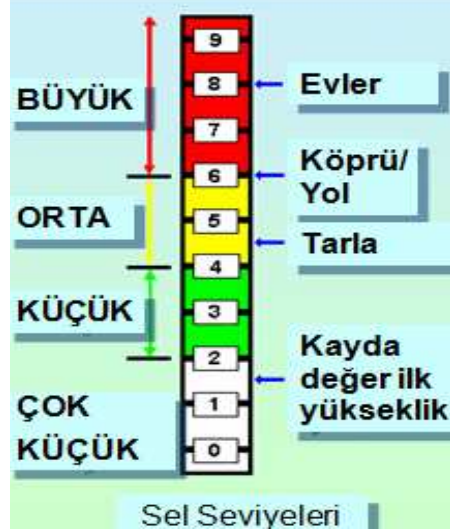 BÜYÜK
ORTA
KÜÇÜK
ÇOK
KÜÇÜK
9
8
7
6
5
4
3
2
1
0
Evler
Köprü/
Yol
Tarla
Kayda
değer ilk
yükseklik
Sel Seviyeleri